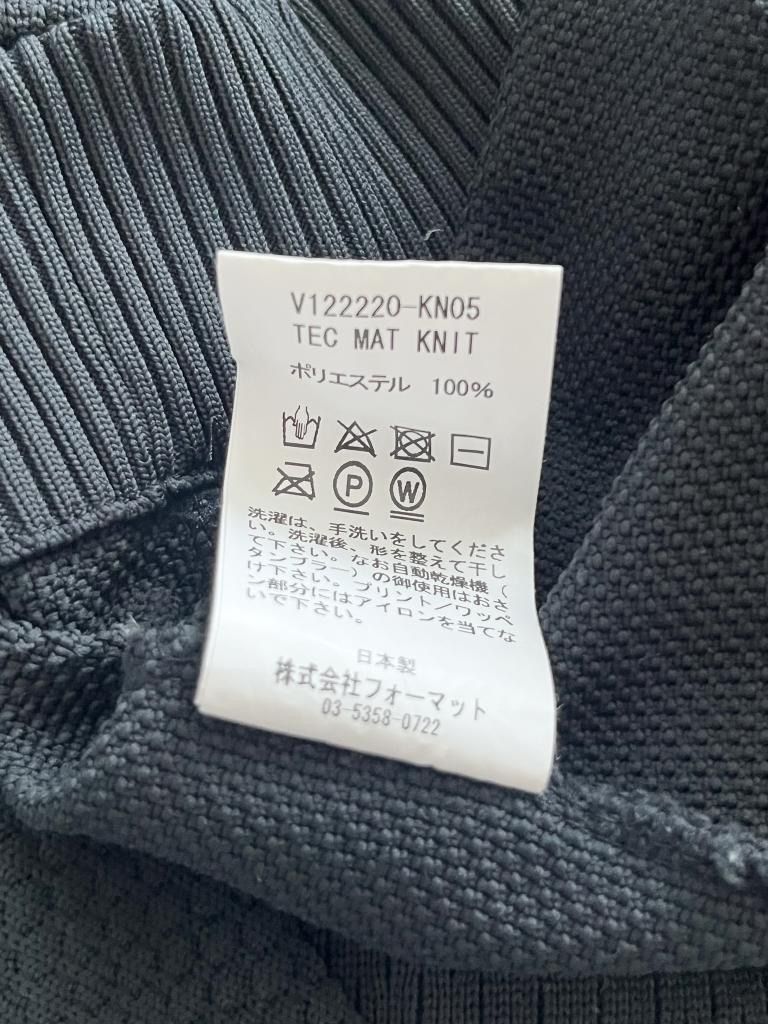 V122220-KN05
TEC MAT KNIT
ポリエステル 100%
P
W
洗濯は、手洗いをしてくださ
い。洗濯後、形を整えて干し
て下さい。なお自動乾燥機(
タンブラー)の御使用はおさ
け下さい。プリント/ワッペ
ン部分にはアイロンを当てな
いで下さい。
日本製
株式会社フォーマット
03-5358-0722